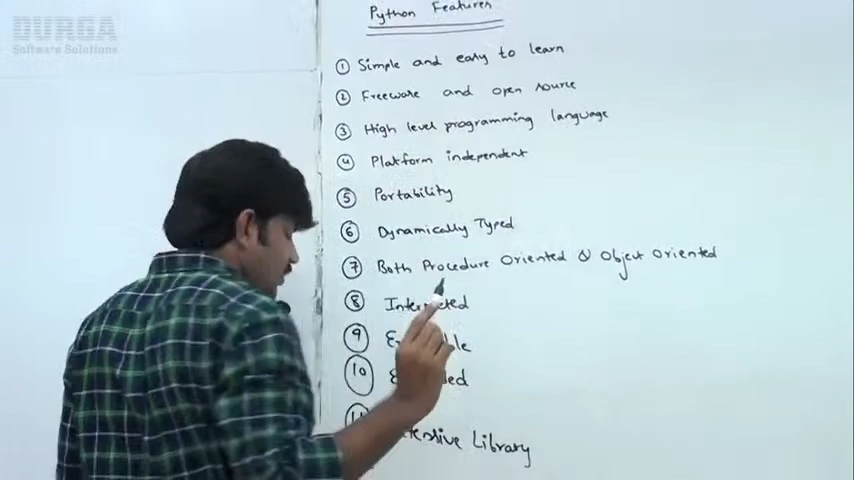 DURGA
Software Solutions
Python Features
1 Simple and easy to learn
2 Freeware and open source
3 High level programming language
4 Platform independent
5 Portability
6 Dynamically Typed
7 Both Procedure Oriented & Object Oriented
8
9
10
11 Library